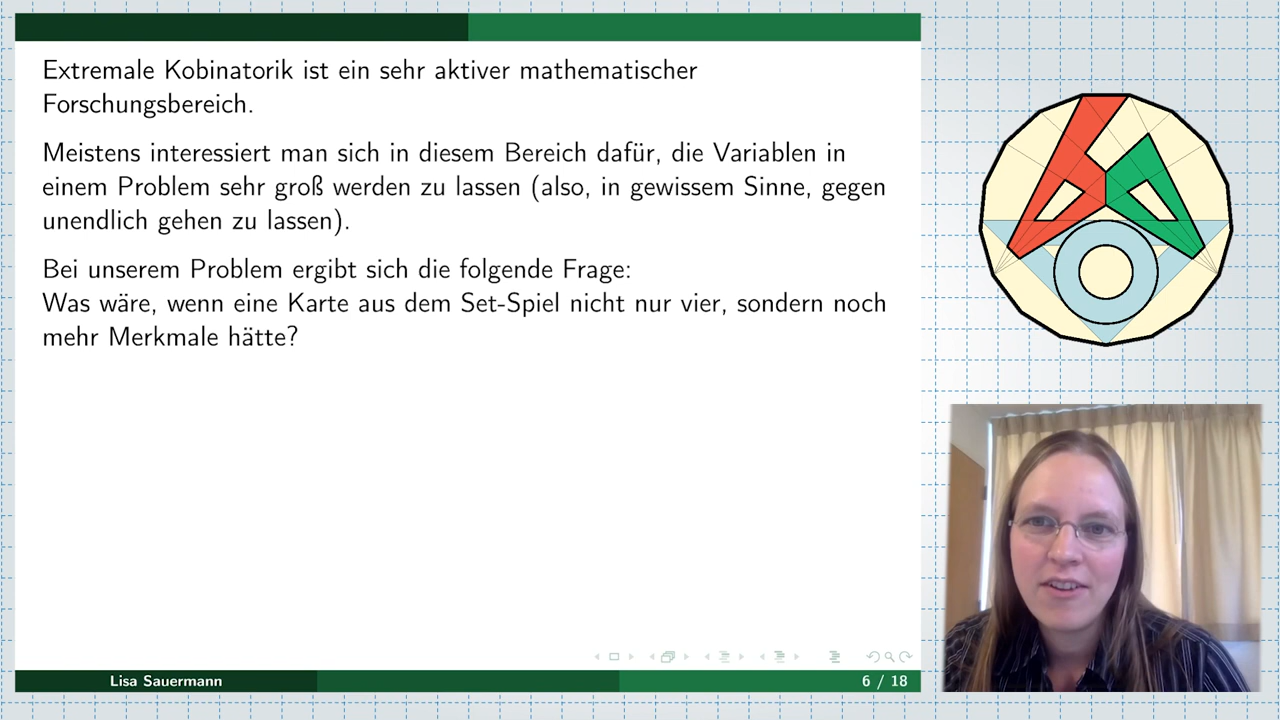 Extremale Kobinatorik ist ein sehr aktiver mathematischer
Forschungsbereich.
Meistens interessiert man sich in diesem Bereich dafür, die Variablen in
einem Problem sehr groß werden zu lassen (also, in gewissem Sinne, gegen
unendlich gehen zu lassen).
Bei unserem Problem ergibt sich die folgende Frage:
Was wäre, wenn eine Karte aus dem Set-Spiel nicht nur vier, sondern noch
mehr Merkmale hätte?
Lisa Sauermann
6 / 18